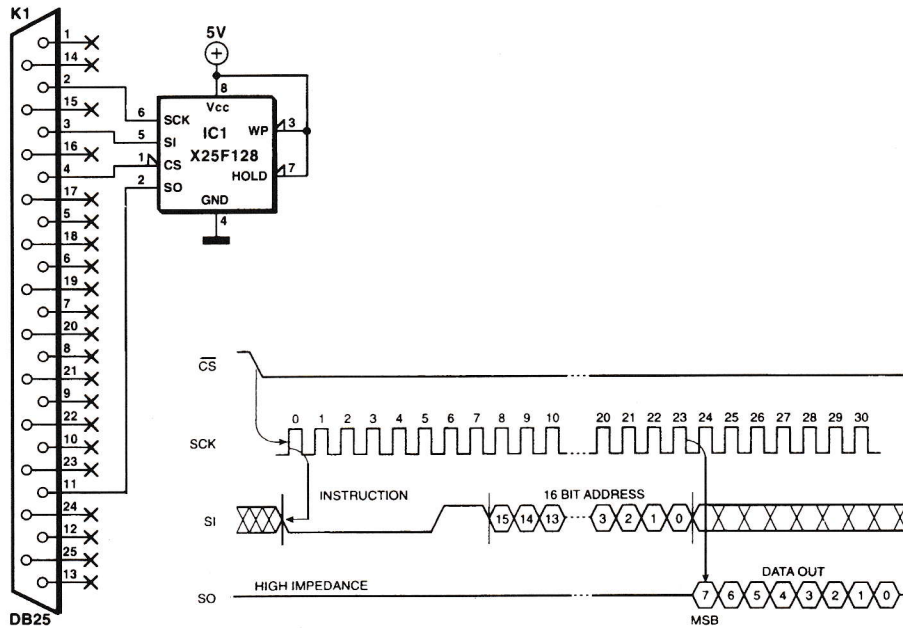 K1
1
14
2
15
3
16
4
17
5
18
6
19
7
20
8
21
9
22
10
23
11
24
12
25
13
DB25
5V
8
Vcc
6 SCK
IC1
WP 3
5 SI
X25F128
1 CS
HOLD 7
2 SO
GND
4
CS
0 1 2 3 4 5 6 7 8 9 10 20 21 22 23 24 25 26 27 28 29 30
SCK
INSTRUCTION
16 BIT ADDRESS
SI
15 14 13 3 2 1 0
HIGH IMPEDANCE
DATA OUT
SO
7 6 5 4 3 2 1 0
MSB